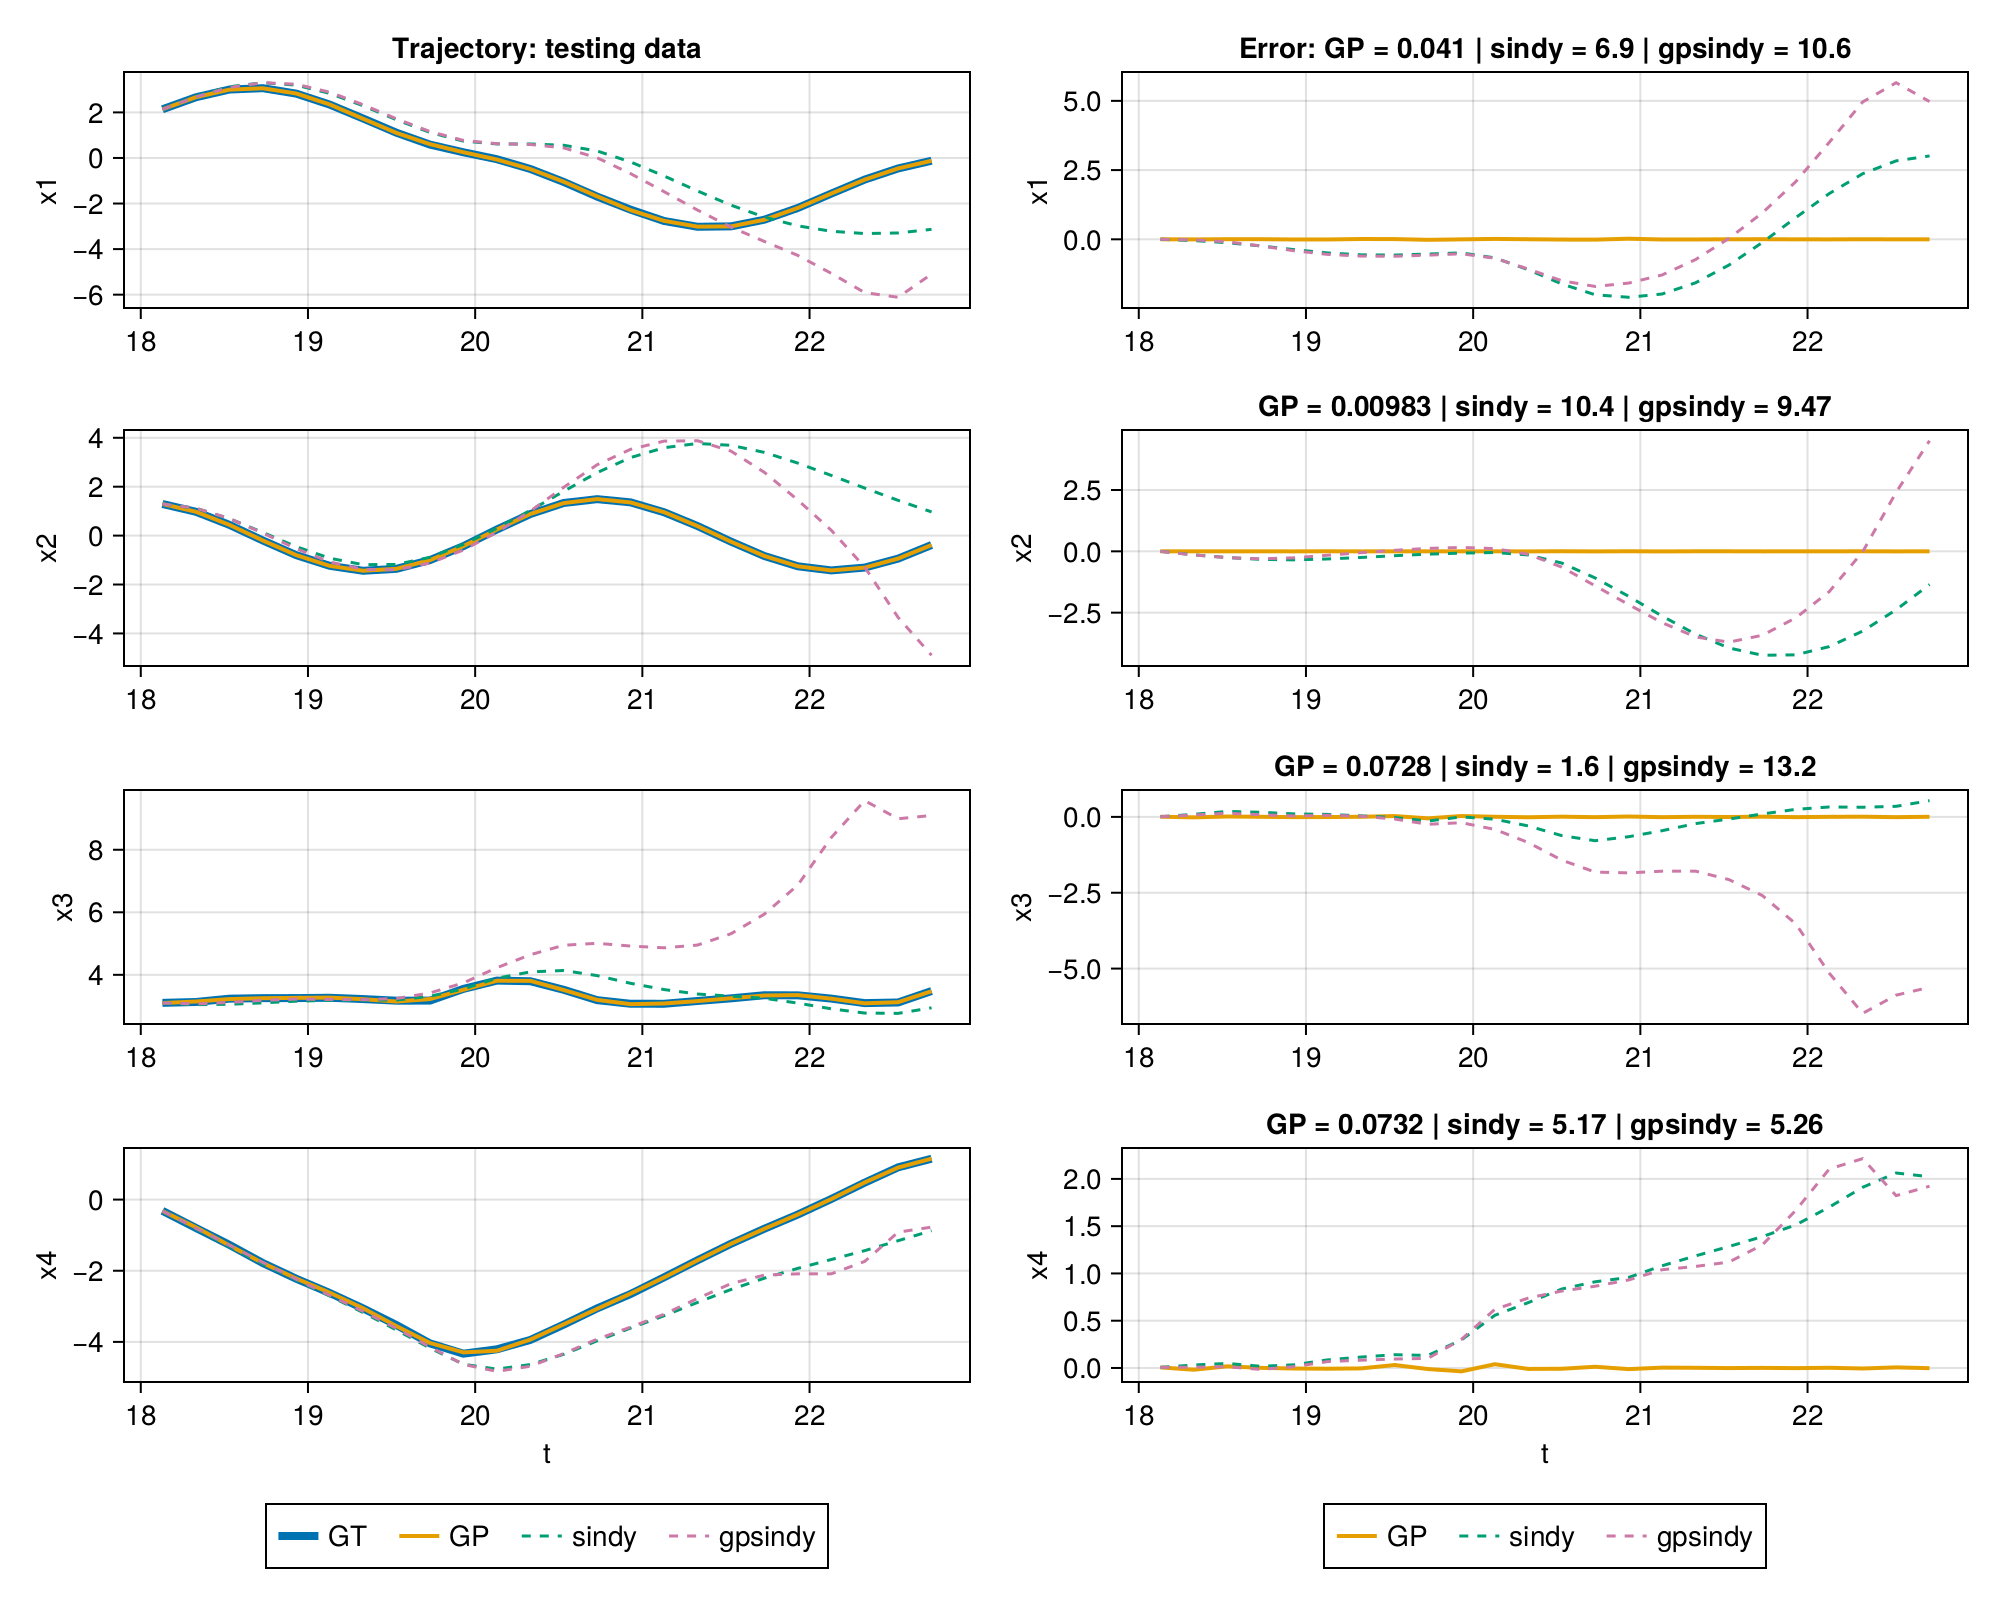 Trajectory: testing data
x1
2
0
−2
−4
−6
18 19 20 21 22
Error: GP = 0.041 | sindy = 6.9 | gpsindy = 10.6
x1
5.0
2.5
0.0
18 19 20 21 22
x2
4
2
0
−2
−4
18 19 20 21 22
GP = 0.00983 | sindy = 10.4 | gpsindy = 9.47
x2
2.5
0.0
−2.5
18 19 20 21 22
x3
8
6
4
18 19 20 21 22
GP = 0.0728 | sindy = 1.6 | gpsindy = 13.2
x3
0.0
−2.5
−5.0
18 19 20 21 22
x4
0
−2
−4
18 19 20 21 22
t
GP = 0.0732 | sindy = 5.17 | gpsindy = 5.26
x4
2.0
1.5
1.0
0.5
0.0
18 19 20 21 22
t
GT GP sindy gpsindy
GP sindy gpsindy